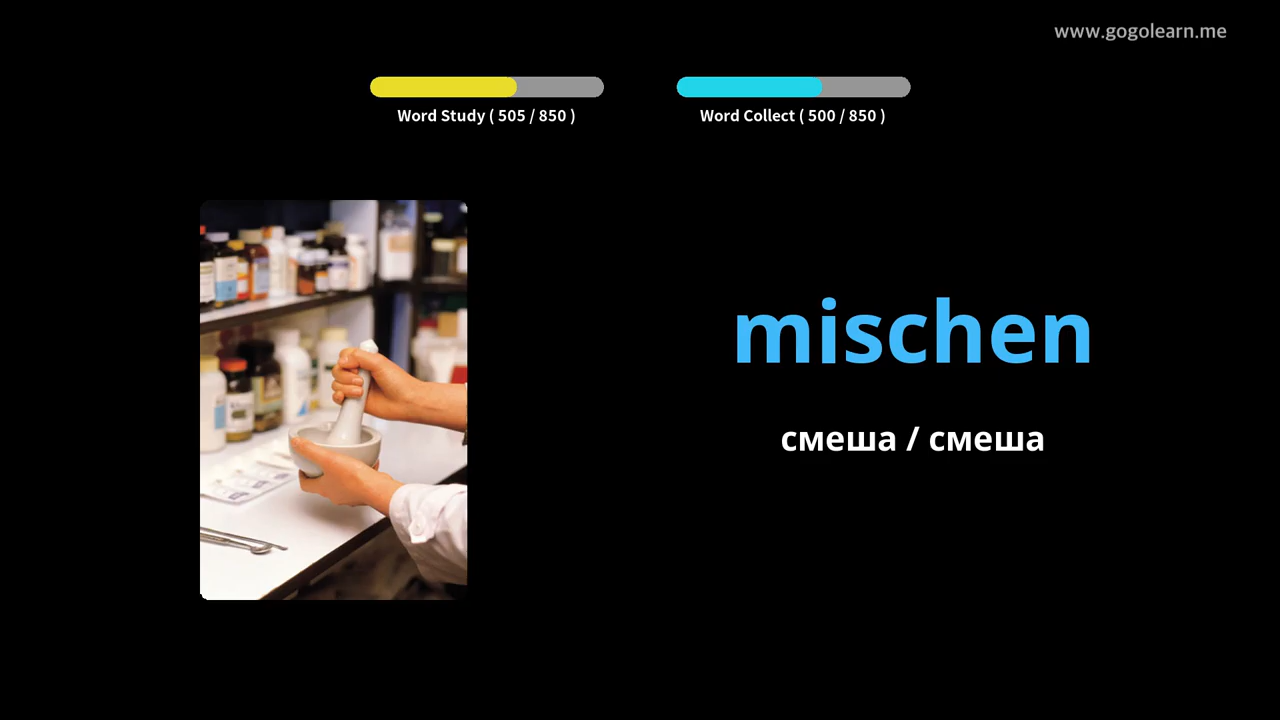 www.gogolearn.me
Word Study ( 505 / 850 )
Word Collect ( 500 / 850 )
mischen
смеша / смеша